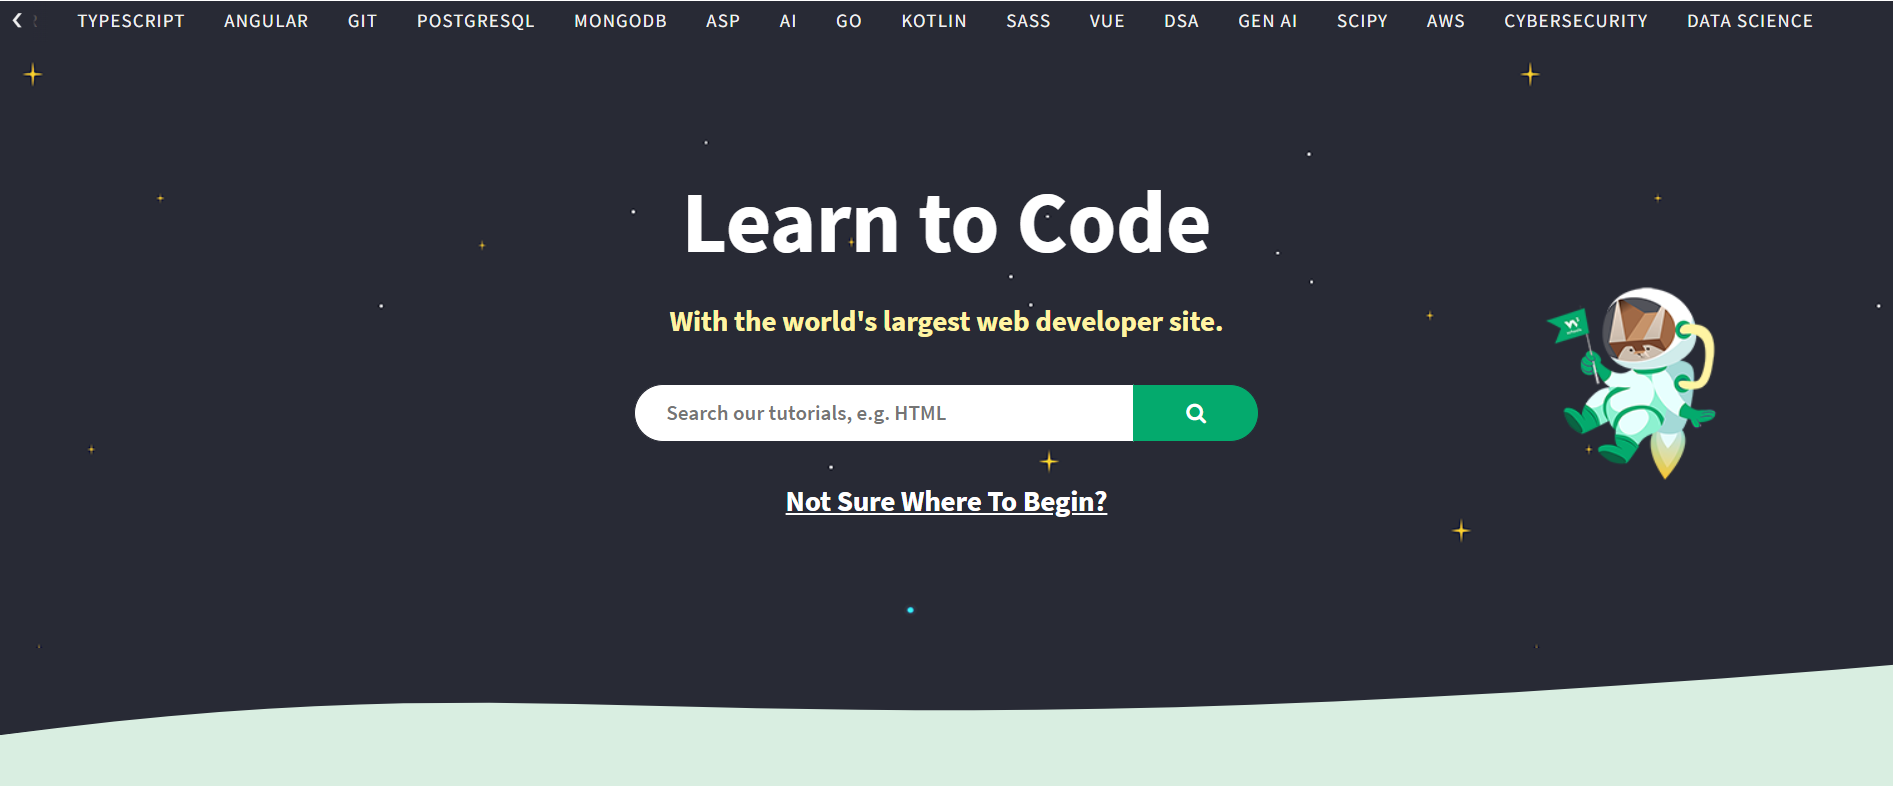 TYPESCRIPT ANGULAR GIT POSTGRESQL MONGODB ASP AI GO KOTLIN SASS VUE DSA GEN AI SCIPY AWS CYBERSECURITY DATA SCIENCE
Learn to Code
With the world's largest web developer site.
Search our tutorials, e.g. HTML
Not Sure Where To Begin?